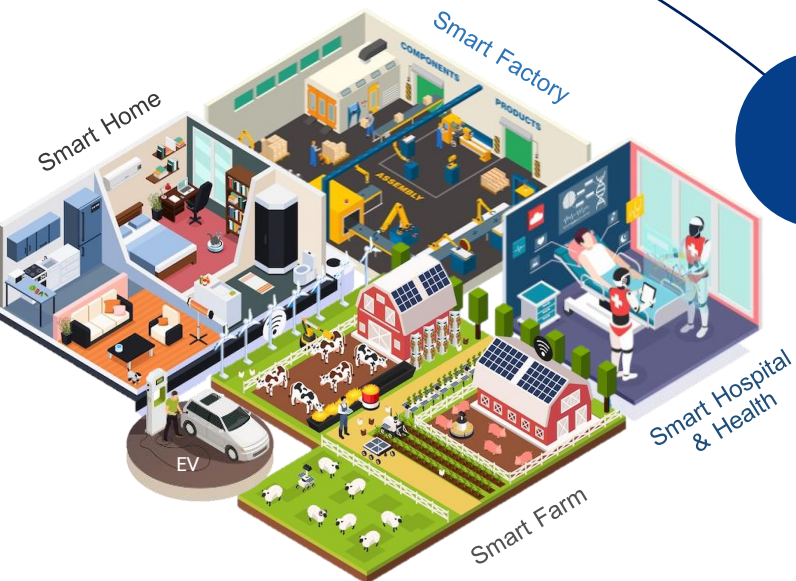 Smart Factory
COMPONENTS
PRODUCTS
Smart Home
ASSEMBLY
EV
Smart Hospital
& Health
Smart Farm